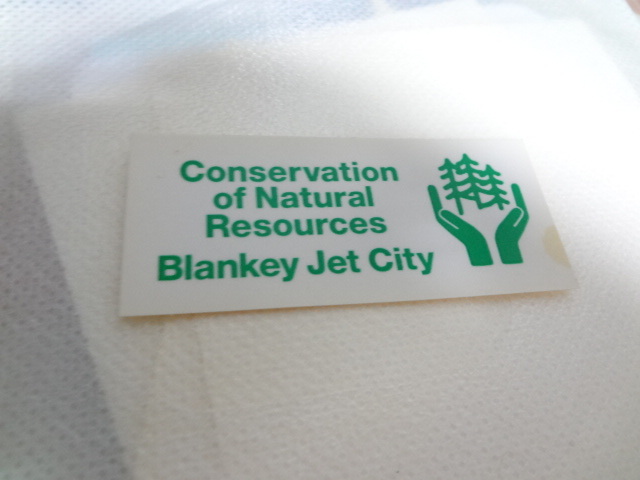 Conservation
of Natural
Resources
Blankey Jet City